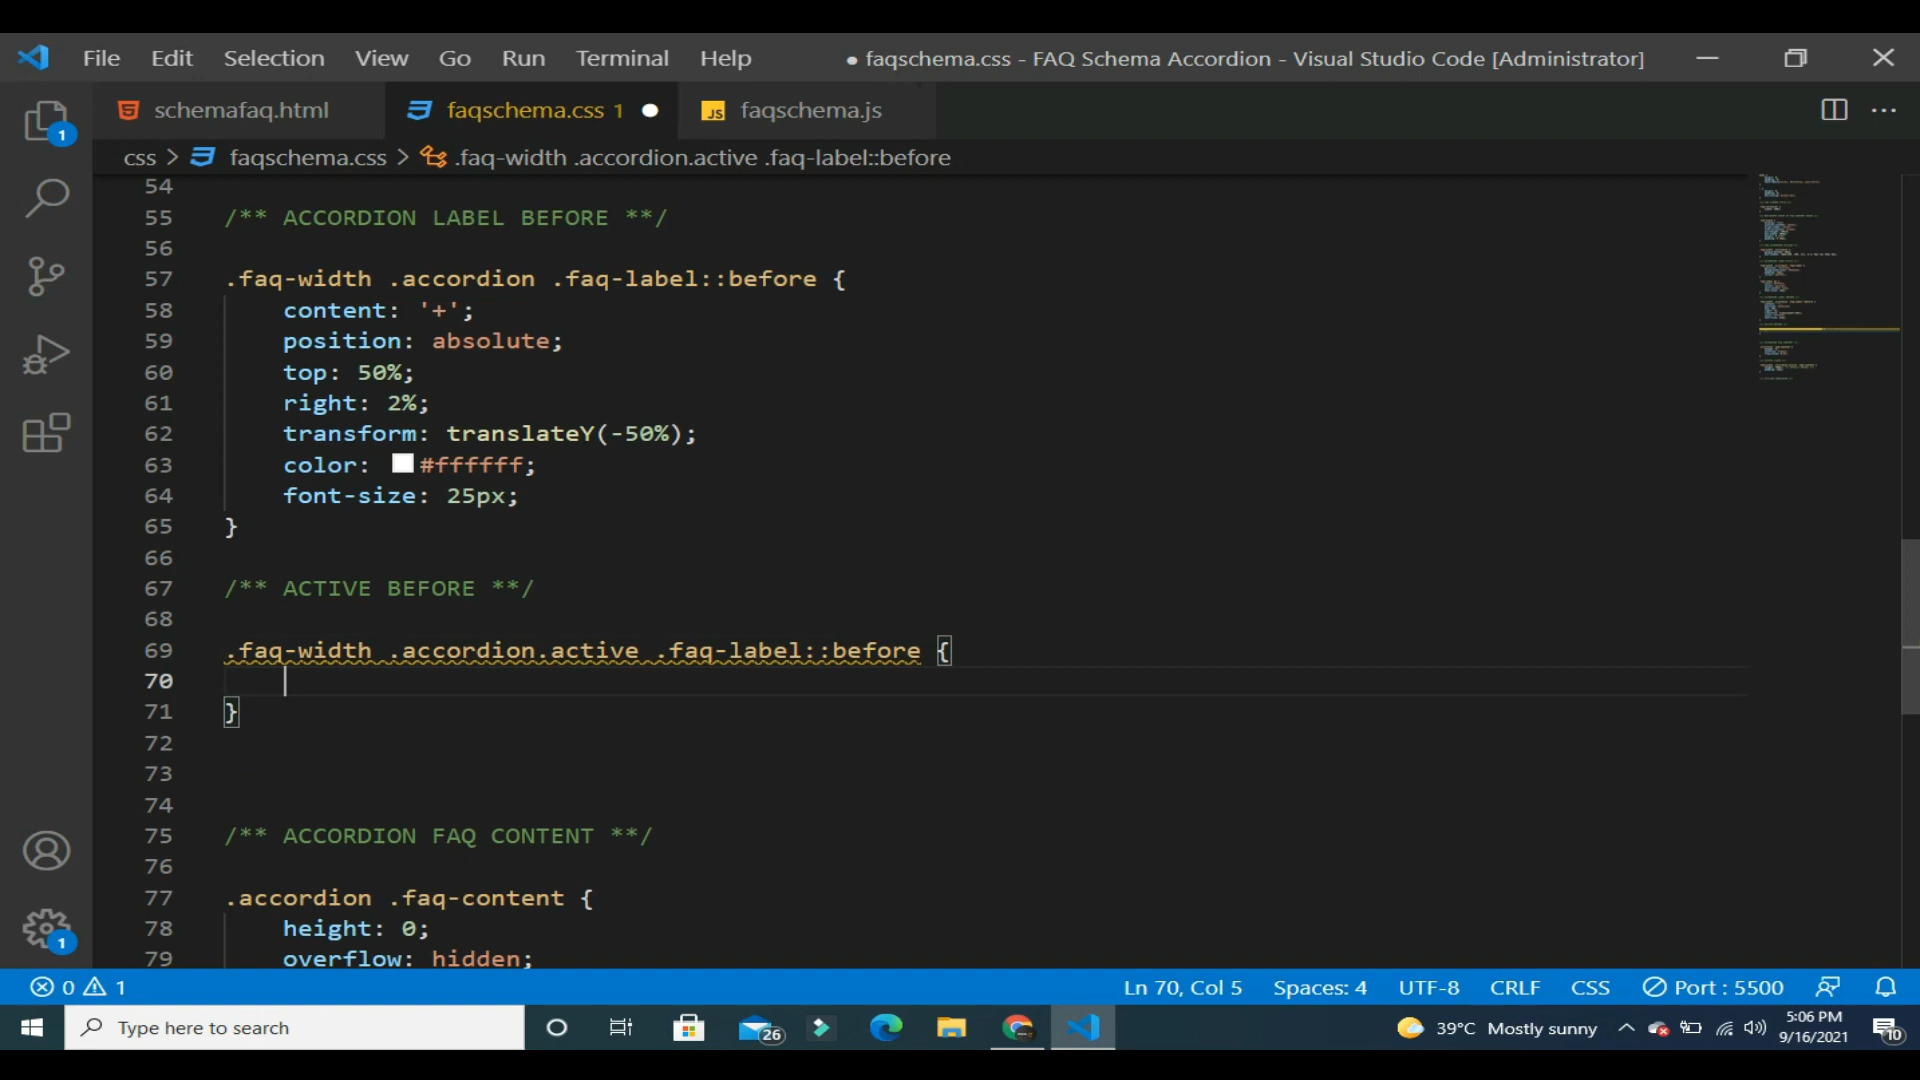 File Edit Selection View Go Run Terminal Help ● faqschema.css - FAQ Schema Accordion - Visual Studio Code [Administrator]
schemafaq.html faqschema.css 1 JS faqschema.js
1
css > faqschema.css > .faq-width .accordion.active .faq-label::before
54
55 /** ACCORDION LABEL BEFORE **/
56
57 .faq-width .accordion .faq-label::before {
58 content: '+';
59 position: absolute;
60 top: 50%;
61 right: 2%;
62 transform: translateY(-50%);
63 color: #ffffff;
64 font-size: 25px;
65 }
66
67 /** ACTIVE BEFORE **/
68
69 .faq-width .accordion.active .faq-label::before {
70
71 }
72
73
74
75 /** ACCORDION FAQ CONTENT **/
76
77 .accordion .faq-content {
78 height: 0;
79 overflow: hidden;
1
0 1 Ln 70, Col 5 Spaces: 4 UTF-8 CRLF CSS Port : 5500
Type here to search 26 39°C Mostly sunny 5:06 PM
9/16/2021 10